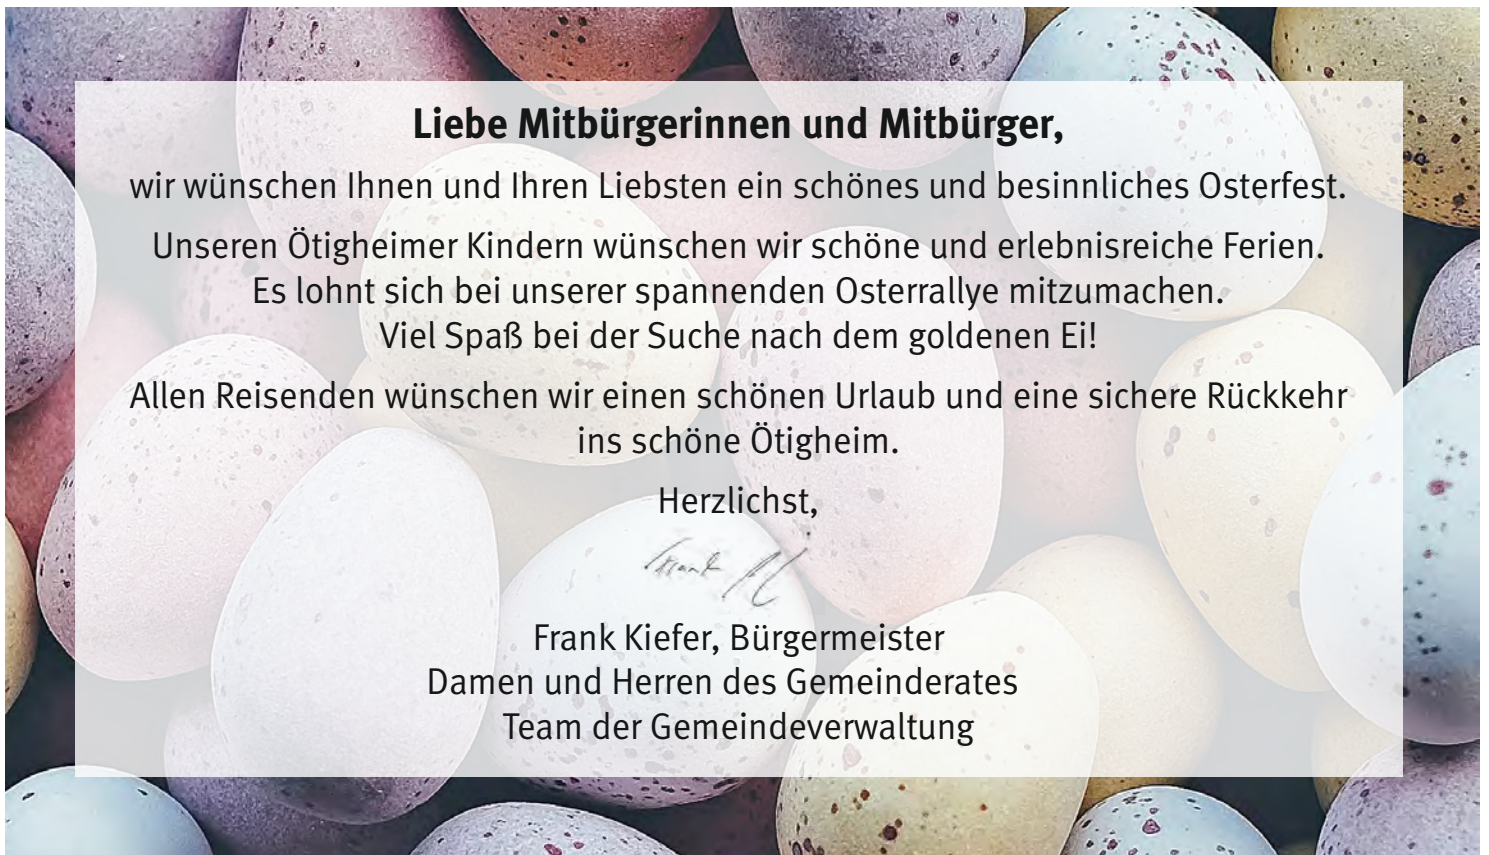 Liebe Mitbürgerinnen und Mitbürger,
wir wünschen Ihnen und Ihren Liebsten ein schönes und besinnliches Osterfest.
Unseren Ötigheimer Kindern wünschen wir schöne und erlebnisreiche Ferien.
Es lohnt sich bei unserer spannenden Osterrallye mitzumachen.
Viel Spaß bei der Suche nach dem goldenen Ei!
Allen Reisenden wünschen wir einen schönen Urlaub und eine sichere Rückkehr
ins schöne Ötigheim.
Herzlichst,
Frank
Frank Kiefer, Bürgermeister
Damen und Herren des Gemeinderates
Team der Gemeindeverwaltung